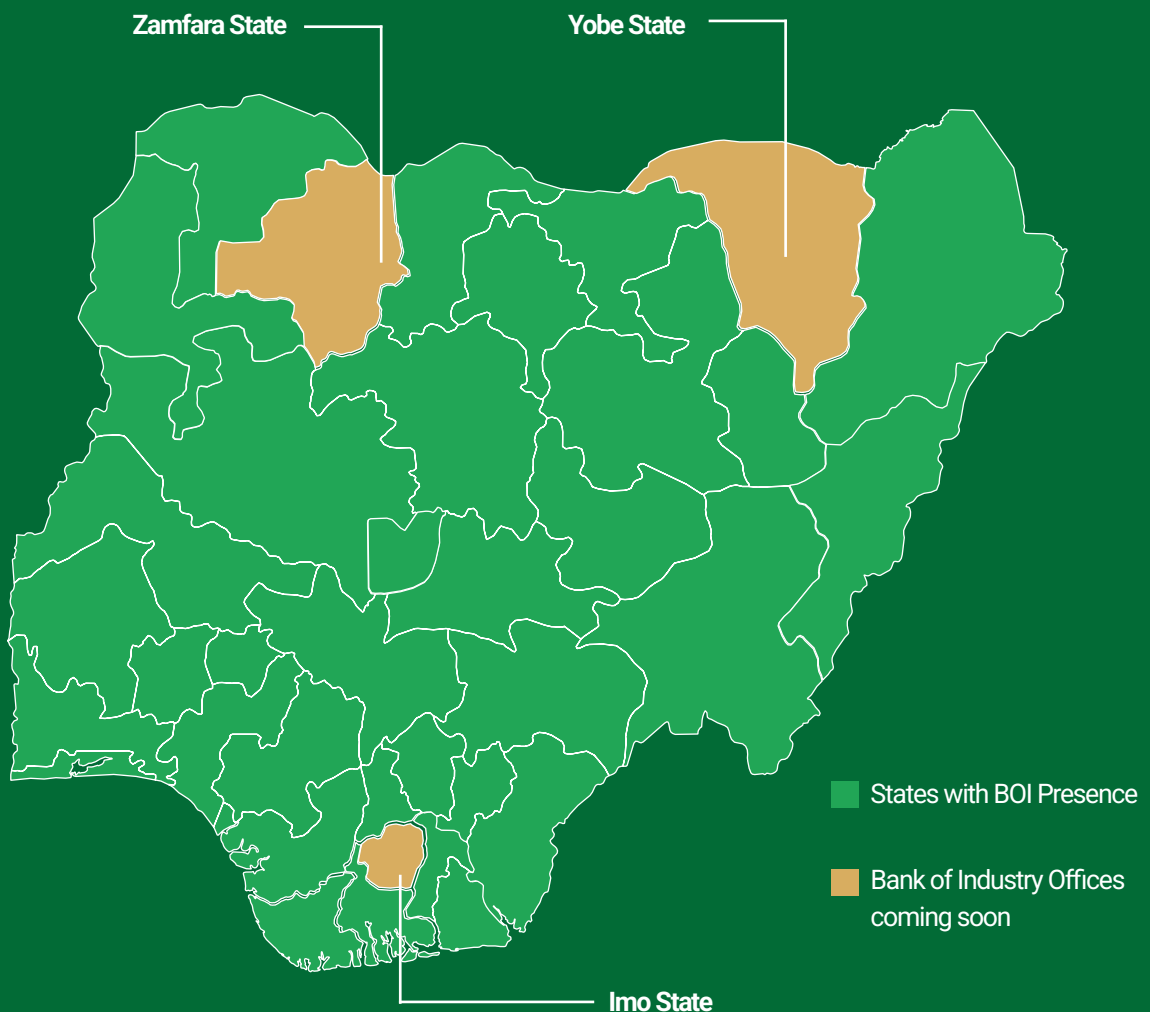 Zamfara State
Yobe State
States with BOI Presence
Bank of Industry Offices
coming soon
Imo State